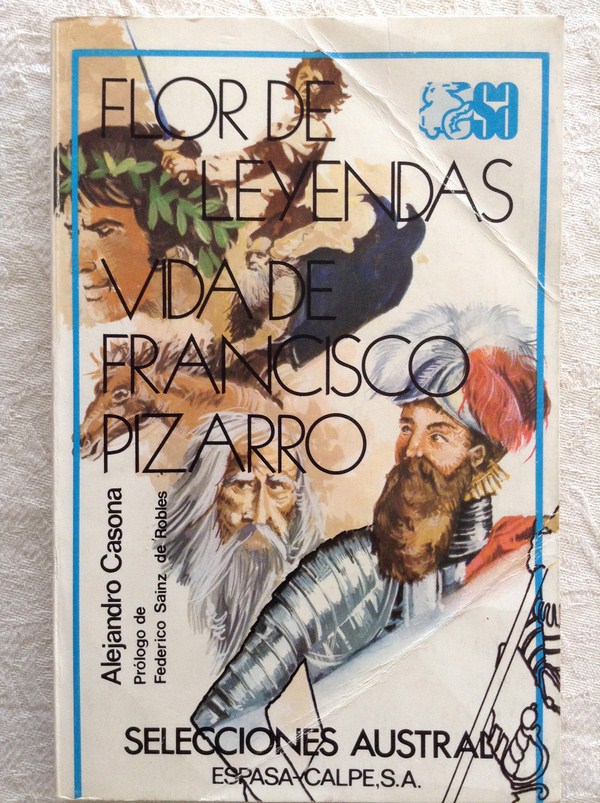 FLOR DE
LEYENDAS
VIDA DE
FRANCISCO
PIZARRO
Alejandro Casona
Prólogo de
Federico Sainz de Robles
SELECCIONES AUSTRAL
ESPASA-CALPE, S.A.
sa